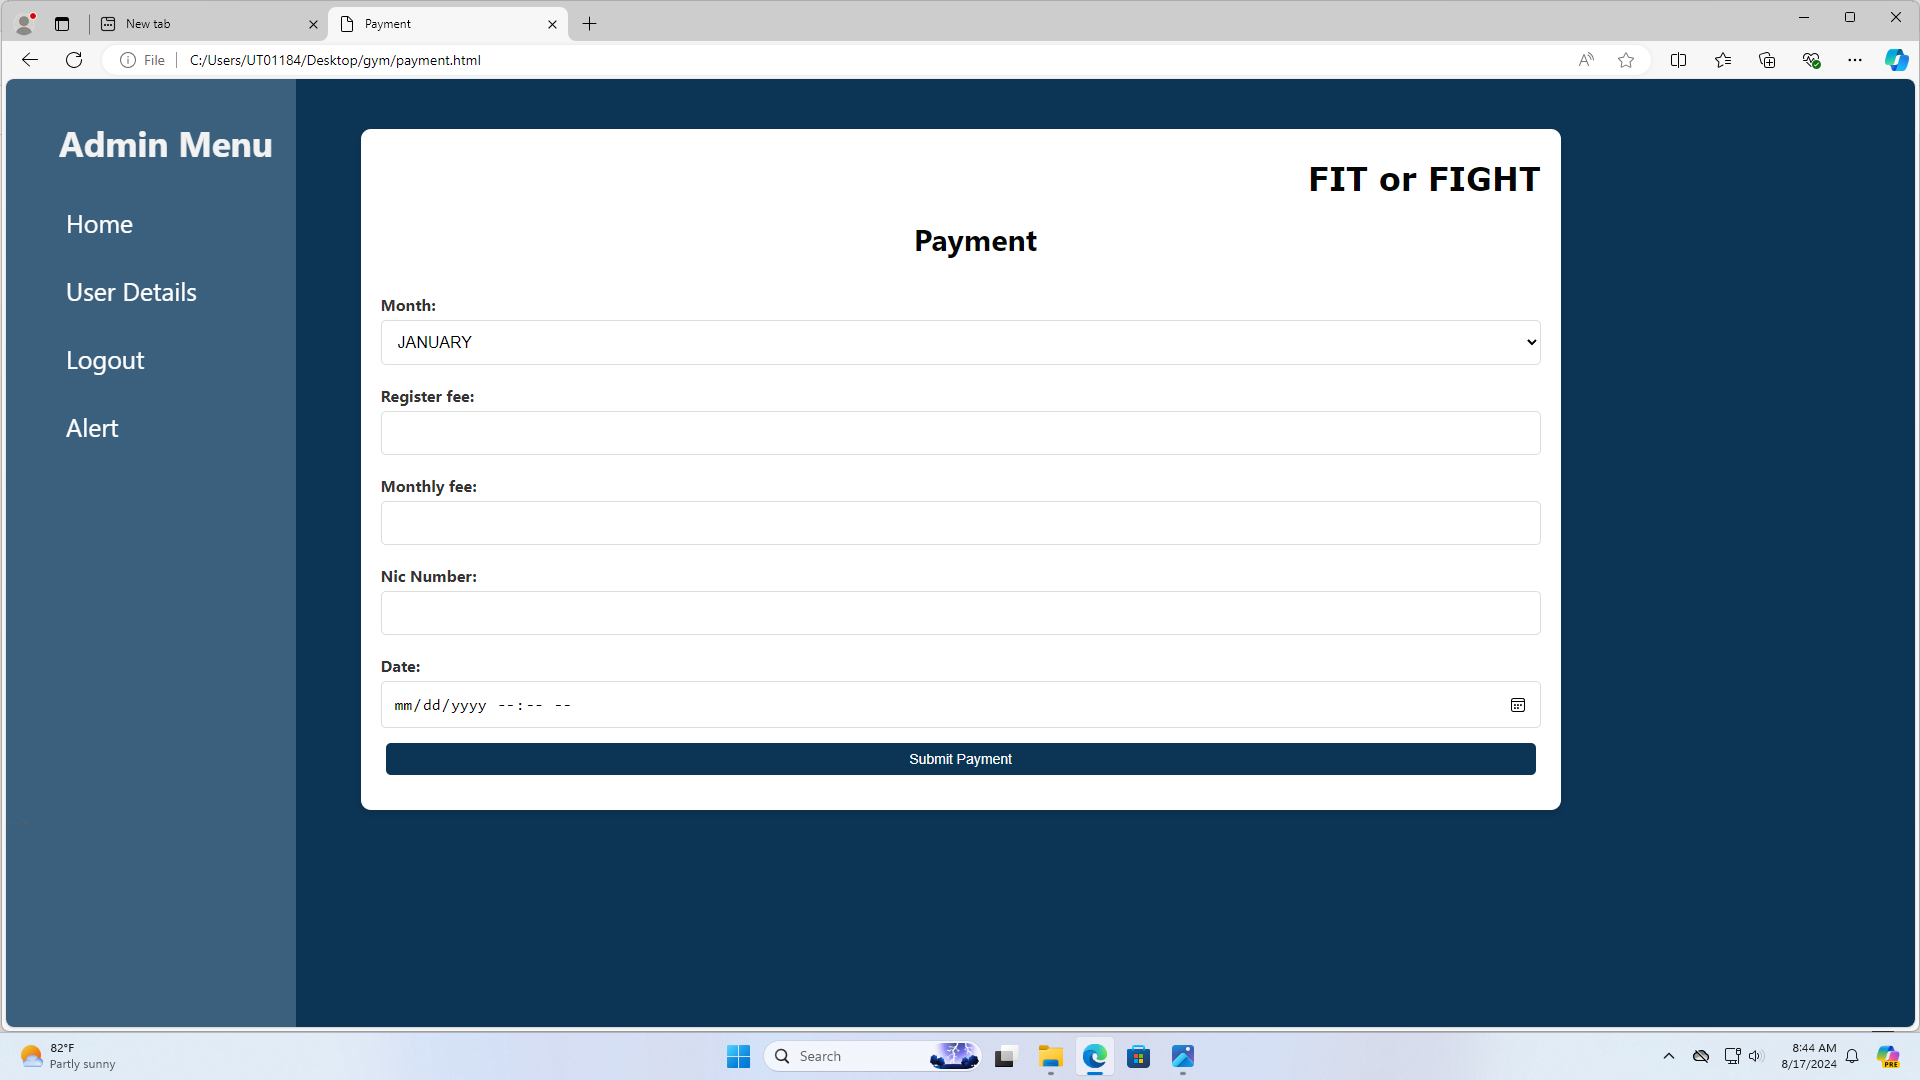 New tab
Payment
File
C:/Users/UT01184/Desktop/gym/payment.html
Admin Menu
Home
User Details
Logout
Alert
FIT or FIGHT
Payment
Month:
JANUARY
Register fee:
Monthly fee:
Nic Number:
Date:
mm/dd/yyyy --:-- --
Submit Payment
82°F
Partly sunny
Search
8:44 AM
8/17/2024
PRE